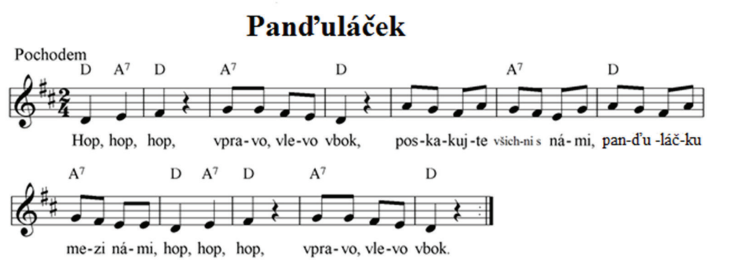 Panďuláček
Pochodem
D A7 D A7 D A7 D
2 4
Hop, hop, hop, vpra-vo, vle-vo vbok, pos-ka-kuj-te všich-ni s ná-mi, pan-ďu-láč-ku
A7 D A7 D A7 D
me-zi ná-mi, hop, hop, hop, vpra-vo, vle-vo vbok.